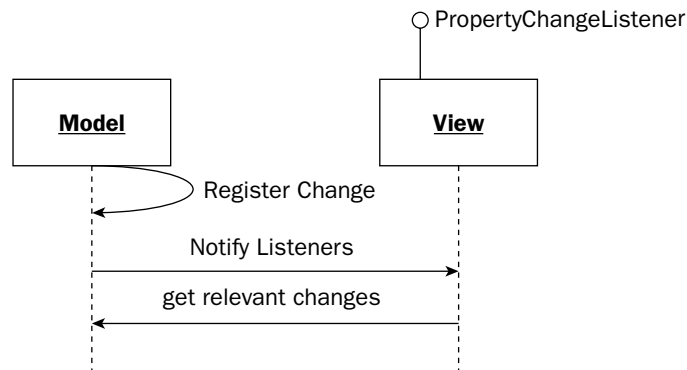 PropertyChangeListener
Model
View
Register Change
Notify Listeners
get relevant changes